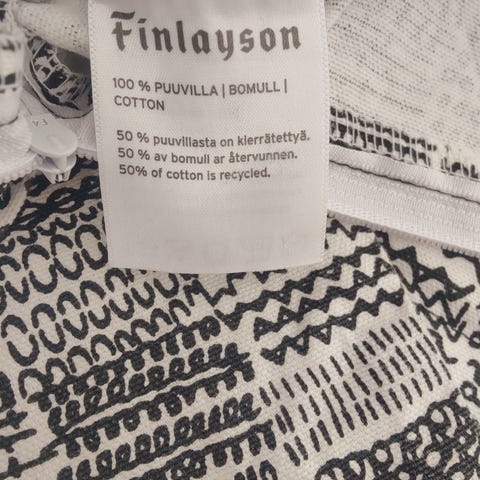 Finlayson
100 % PUUVILLA | BOMULL |
COTTON
50 % puuvillasta on kierrätettyä.
50 % av bomull ar återvunnen.
50% of cotton is recycled.